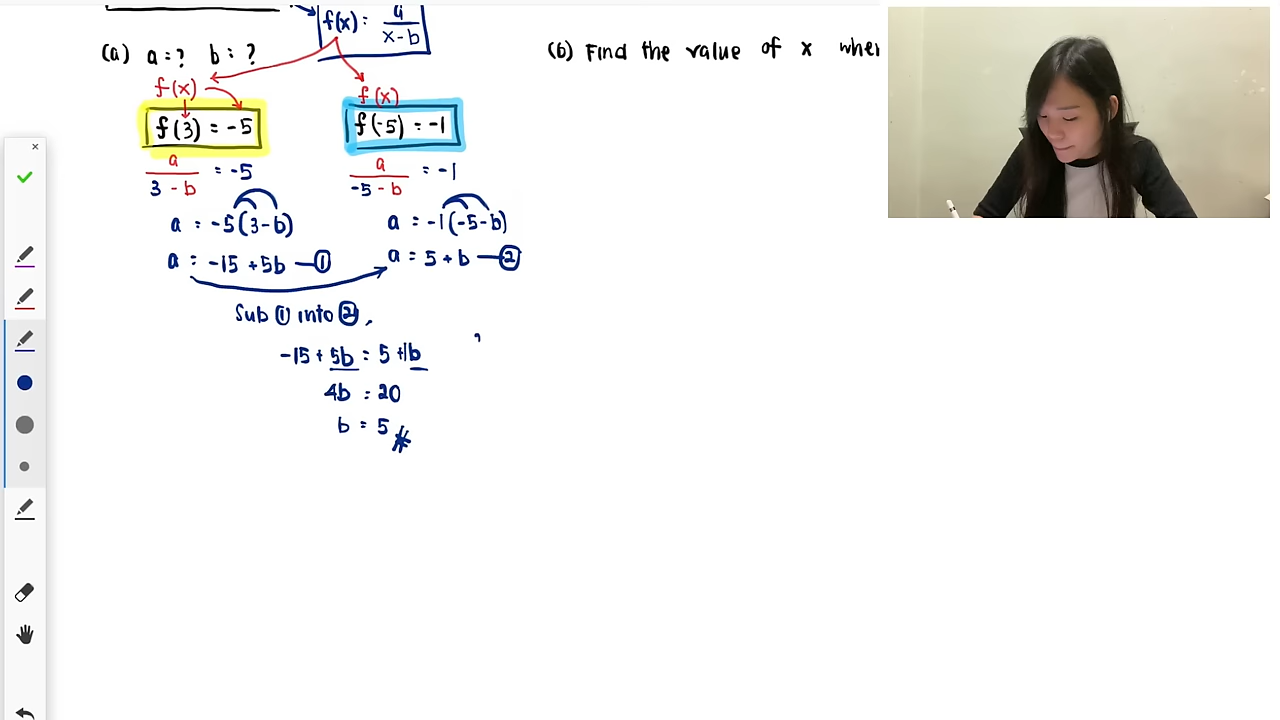 f(x) : a/(x-b)
(a) a = ? b = ?
f(x) f(x)
f(3) = -5 f(-5) = -1
a/(3 - b) = -5 a/(-5 - b) = -1
a = -5(3-b) a = -1(-5-b)
a = -15 + 5b — ① a = 5 + b — ②
Sub ① into ②,
-15 + 5b = 5 + 1b
4b = 20
b = 5
(b) Find the value of x